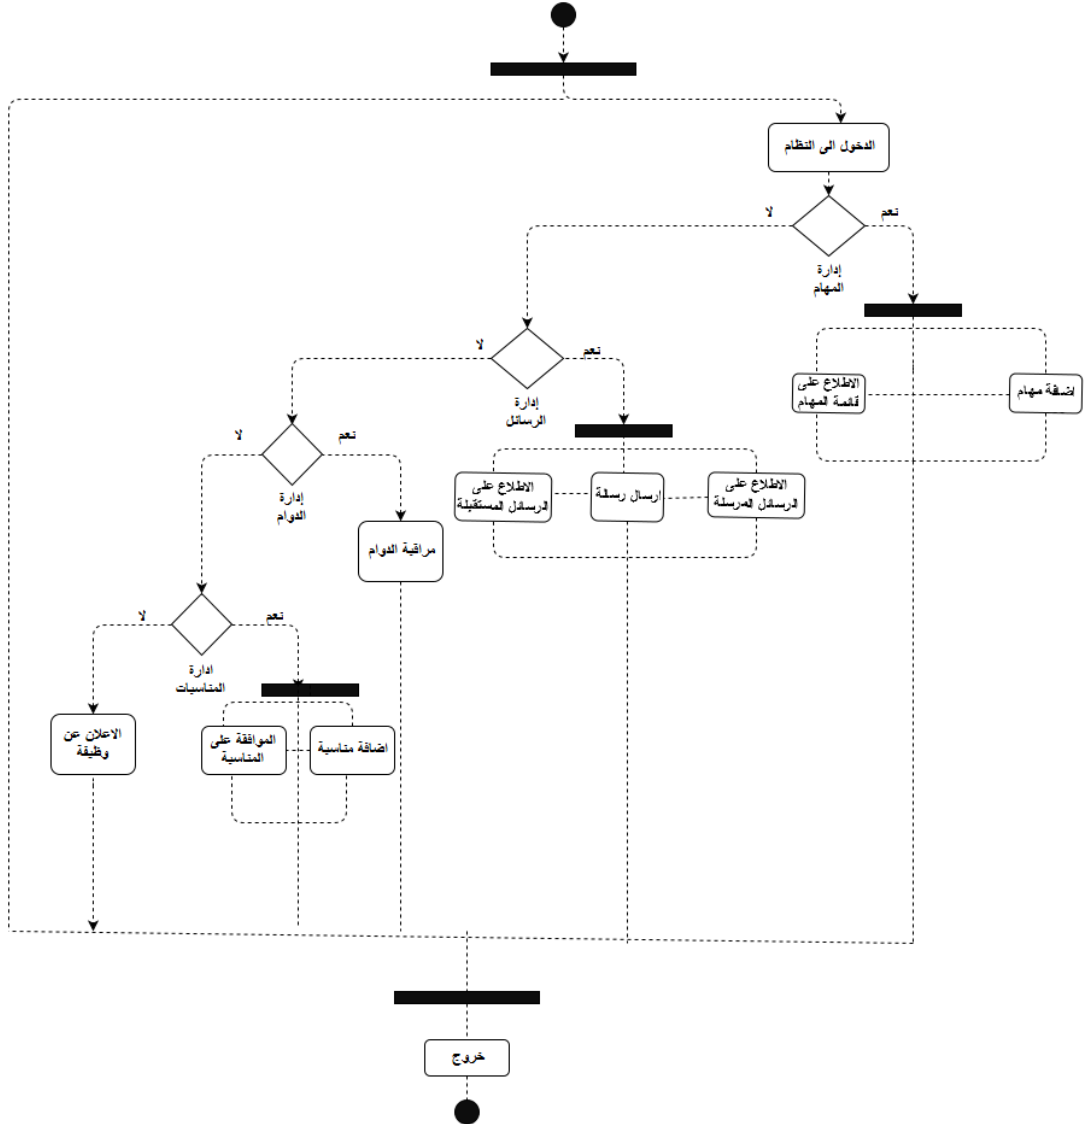 الدخول الى النظام
نعم
لا
إدارة
المهام
اضافة مهام
الاطلاع على
قائمة المهام
نعم
لا
إدارة
الرسائل
الاطلاع على
الرسائل المرسلة
إرسال رسالة
الاطلاع على
الرسائل المستقبلة
نعم
لا
إدارة
الدوام
مراقبة الدوام
نعم
لا
ادارة
المناسبات
اضافة مناسبة
الموافقة على
المناسبة
الاعلان عن
وظيفة
خروج